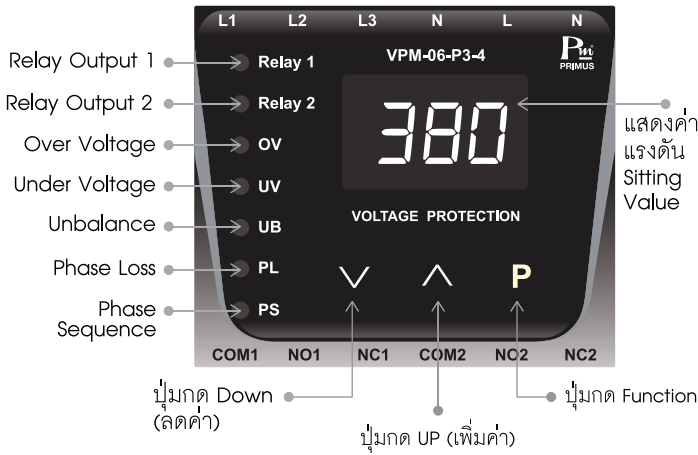 L1 L2 L3 N L N
Relay Output 1
Relay 1
VPM-06-P3-4
Pm
PRIMUS
Relay Output 2
Relay 2
380
แสดงค่า
แรงดัน
Sitting
Value
Over Voltage
OV
Under Voltage
UV
Unbalance
UB
VOLTAGE PROTECTION
Phase Loss
PL
P
Phase
Sequence
PS
COM1 NO1 NC1 COM2 NO2 NC2
ปุ่มกด Down
(ลดค่า)
ปุ่มกด UP (เพิ่มค่า)
ปุ่มกด Function